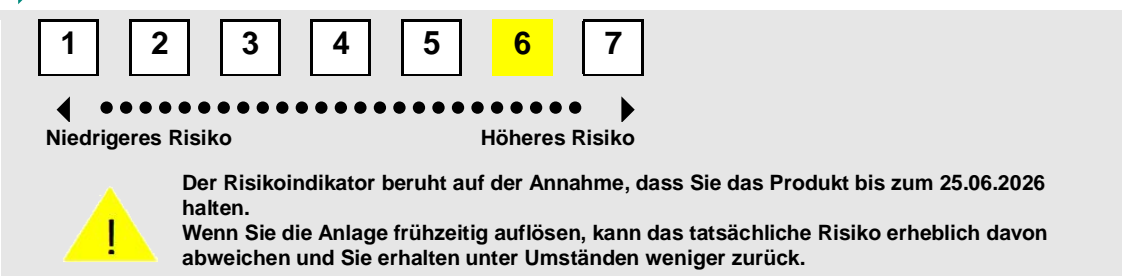 1 2 3 4 5 6 7
Niedrigeres Risiko Höheres Risiko
Der Risikoindikator beruht auf der Annahme, dass Sie das Produkt bis zum 25.06.2026
halten.
Wenn Sie die Anlage frühzeitig auflösen, kann das tatsächliche Risiko erheblich davon
abweichen und Sie erhalten unter Umständen weniger zurück.
!